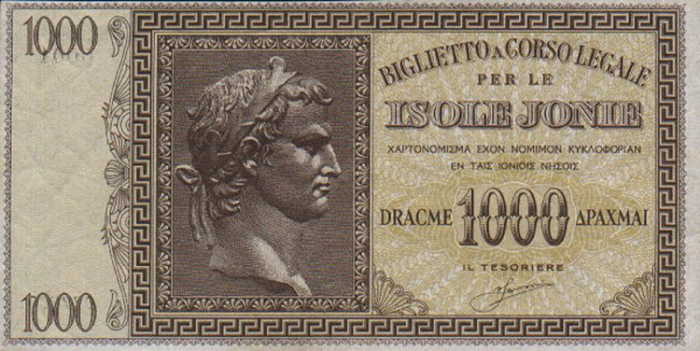 1000
1000
BIGLIETTO A CORSO LEGALE
PER LE
ISOLE JONIE
ΧΑΡΤΟΝΟΜΙΣΜΑ ΕΧΟΝ ΝΟΜΙΜΟΝ ΚΥΚΛΟΦΟΡΙΑΝ
ΕΝ ΤΑΙΣ ΙΟΝΙΟΙΣ ΝΗΣΟΙΣ
DRACME 1000 ΔΡΑΧΜΑΙ
IL TESORIERE